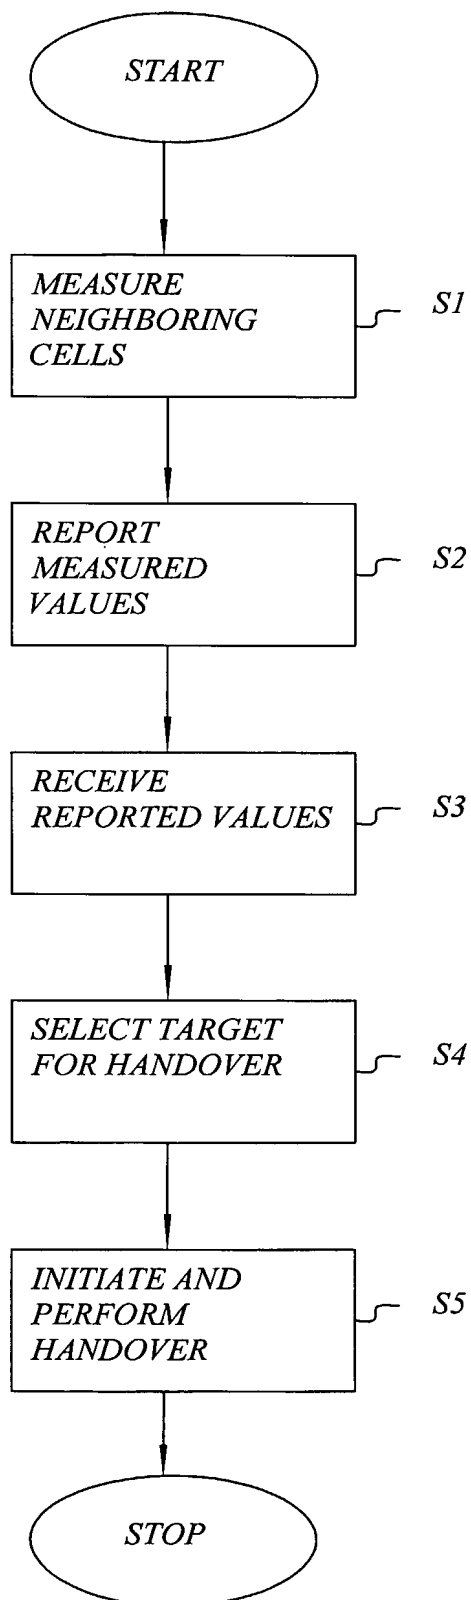 START
MEASURE
NEIGHBORING
CELLS
S1
REPORT
MEASURED
VALUES
S2
RECEIVE
REPORTED VALUES
S3
SELECT TARGET
FOR HANDOVER
S4
INITIATE AND
PERFORM
HANDOVER
S5
STOP